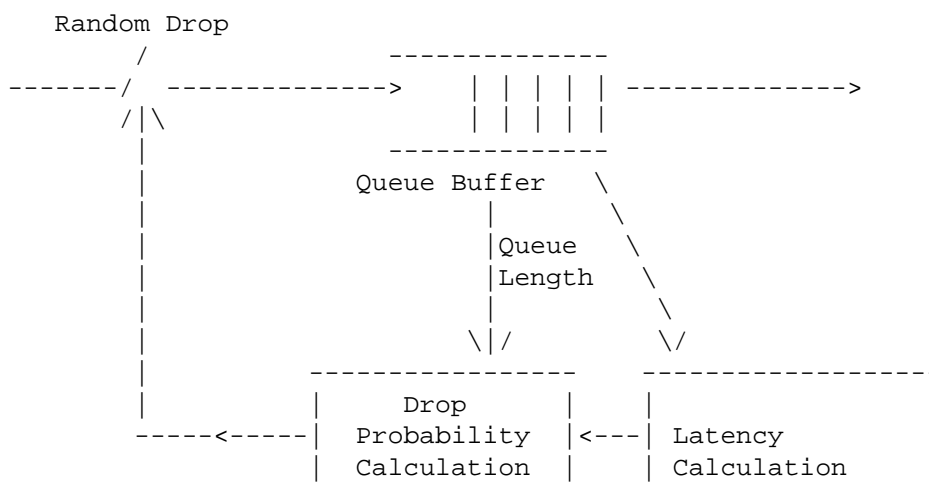 Random Drop
Queue Buffer
Queue
Length
Drop
Probability
Calculation
Latency
Calculation